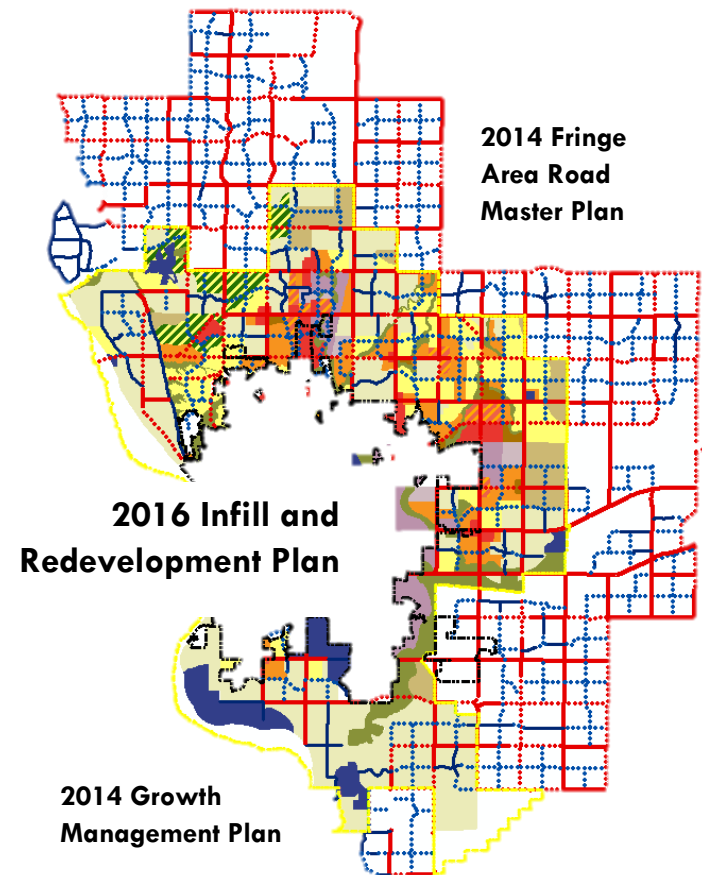 2014 Fringe
Area Road
Master Plan
2016 Infill and
Redevelopment Plan
2014 Growth
Management Plan